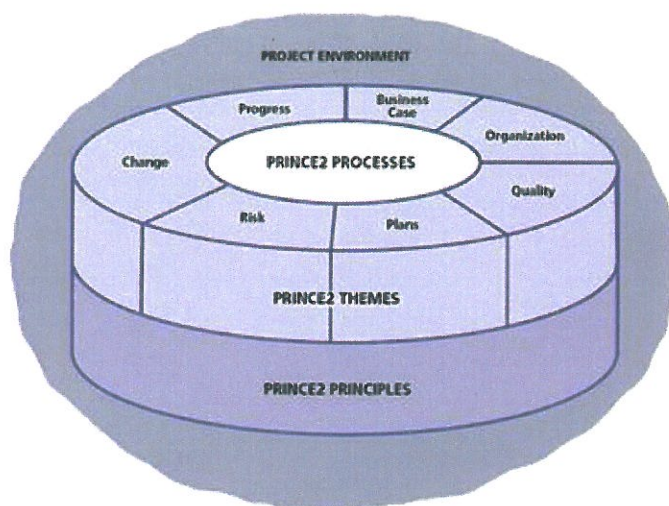 PROJECT ENVIRONMENT
Progress
Business
Case
Organization
Change
PRINCE2 PROCESSES
Quality
Risk
Plans
PRINCE2 THEMES
PRINCE2 PRINCIPLES